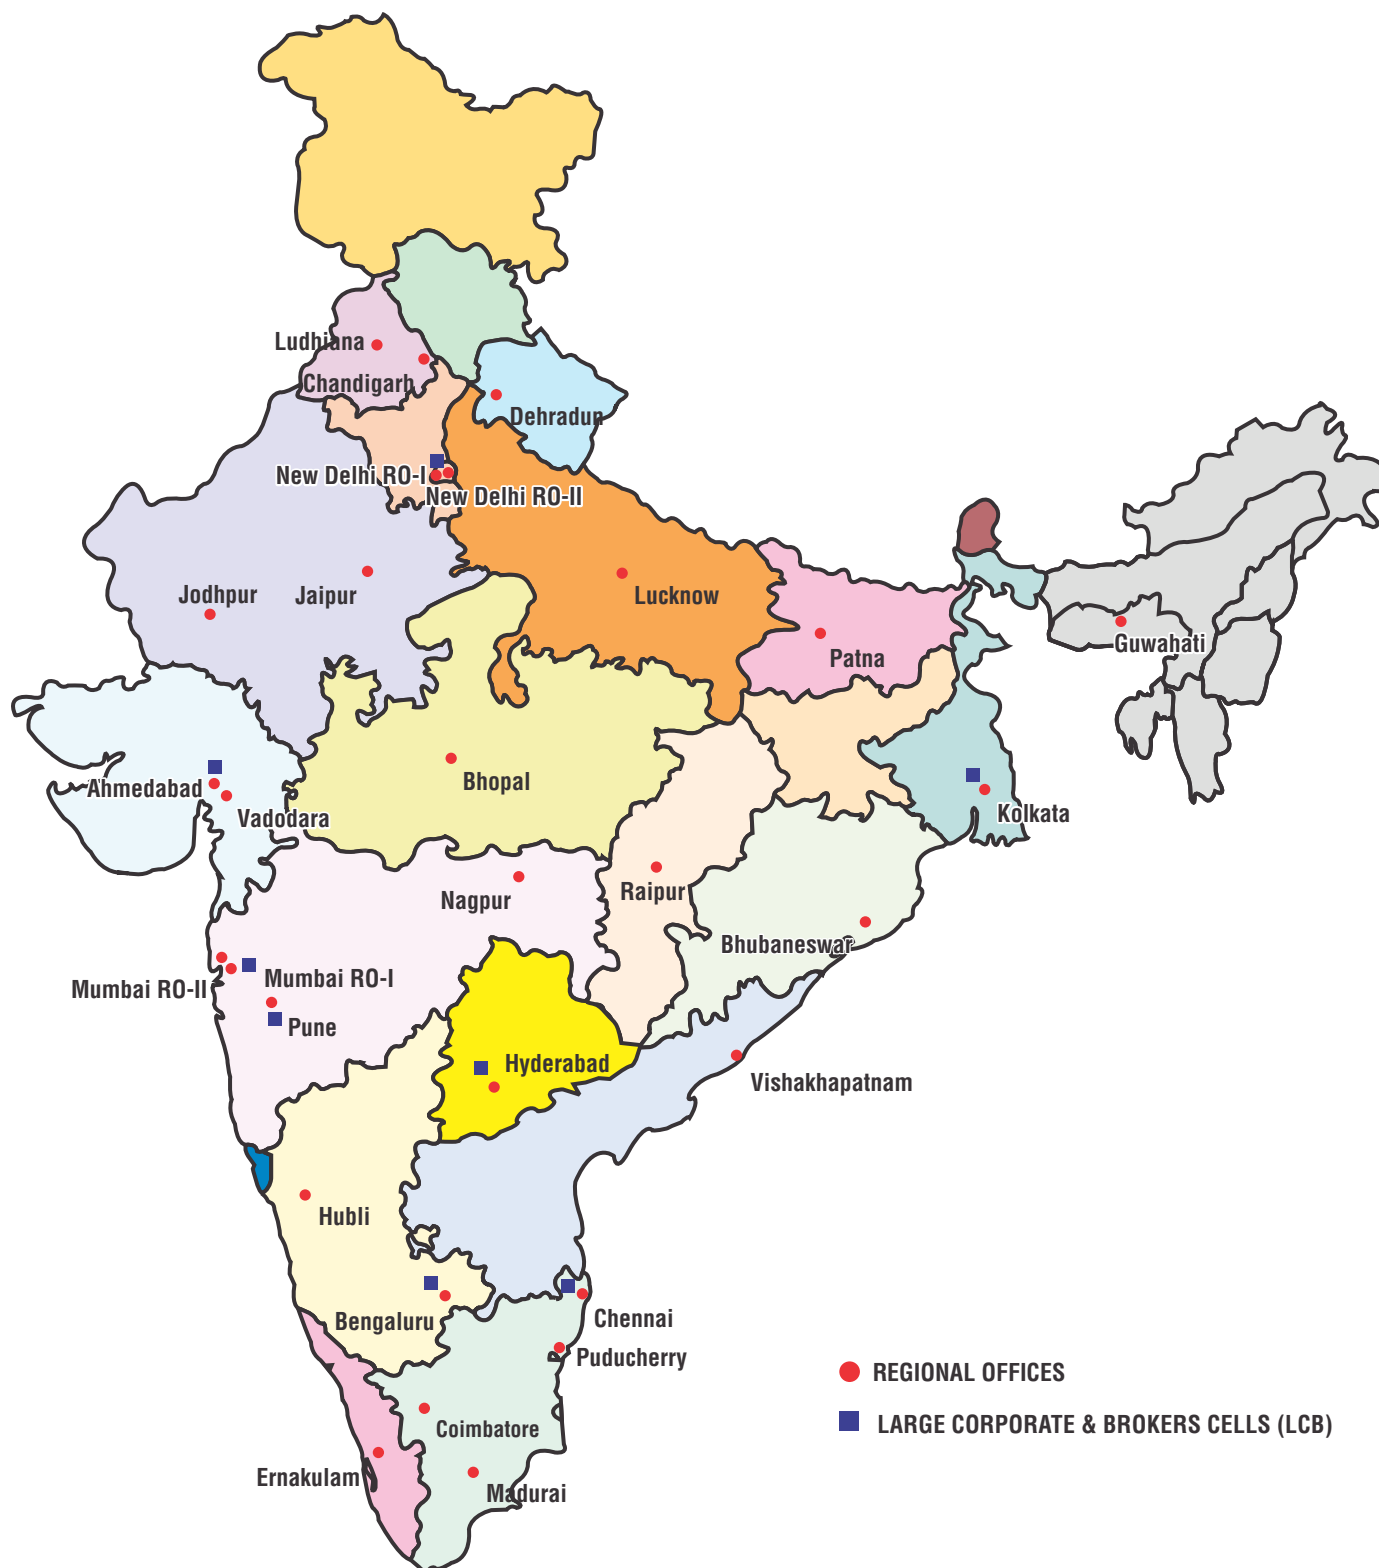 Ludhiana
Chandigarh
Dehradun
New Delhi RO-I
New Delhi RO-II
Jodhpur
Jaipur
Lucknow
Patna
Guwahati
Ahmedabad
Vadodara
Bhopal
Kolkata
Nagpur
Raipur
Bhubaneswar
Mumbai RO-II
Mumbai RO-I
Pune
Hyderabad
Vishakhapatnam
Hubli
Bengaluru
Chennai
Puducherry
Coimbatore
Ernakulam
Madurai
REGIONAL OFFICES
LARGE CORPORATE & BROKERS CELLS (LCB)